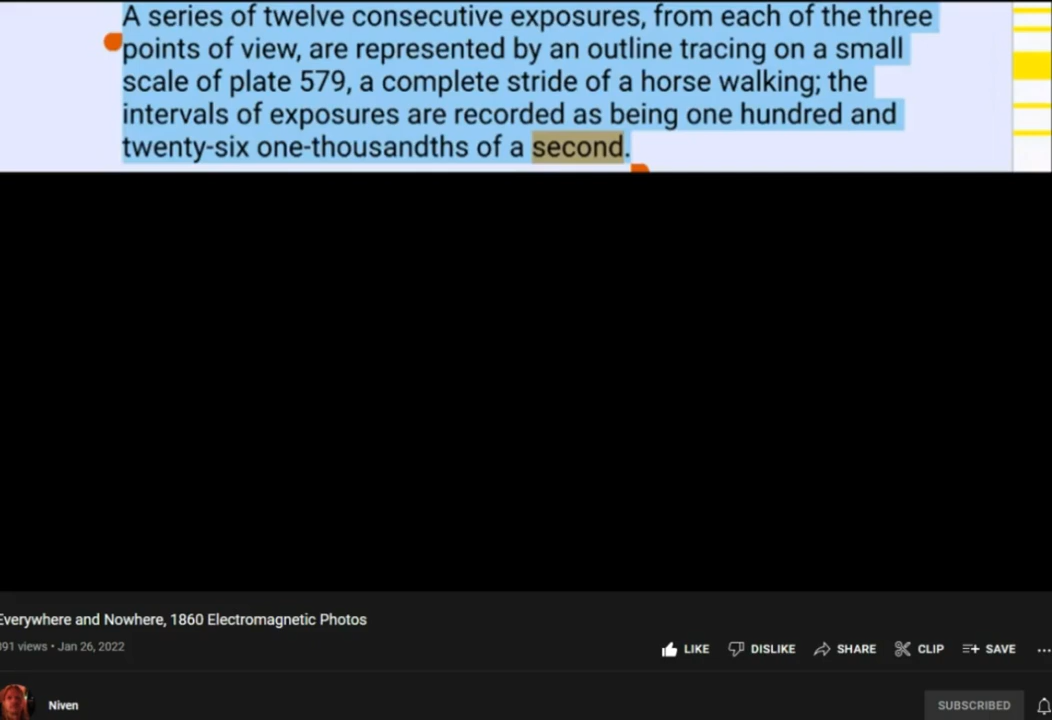 A series of twelve consecutive exposures, from each of the three
points of view, are represented by an outline tracing on a small
scale of plate 579, a complete stride of a horse walking; the
intervals of exposures are recorded as being one hundred and
twenty-six one-thousandths of a second.
Everywhere and Nowhere, 1860 Electromagnetic Photos
91 views • Jan 26, 2022
LIKE DISLIKE SHARE CLIP SAVE ...
Niven
SUBSCRIBED